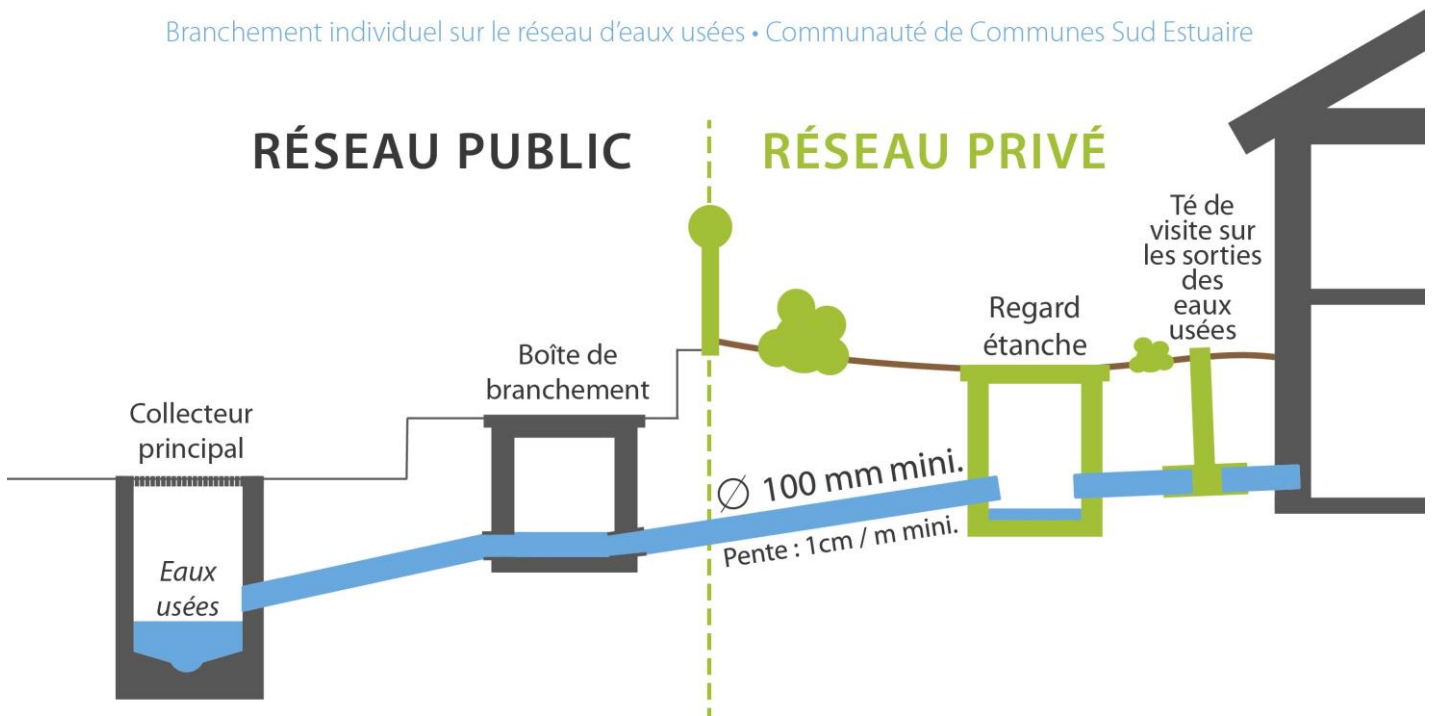 Branchement individuel sur le réseau d'eaux usées • Communauté de Communes Sud Estuaire
RÉSEAU PUBLIC
RÉSEAU PRIVÉ
Té de
visite sur
les sorties
des
eaux
usées
Regard
étanche
Boîte de
branchement
Collecteur
principal
Ø 100 mm mini.
Pente : 1cm / m mini.
Eaux
usées